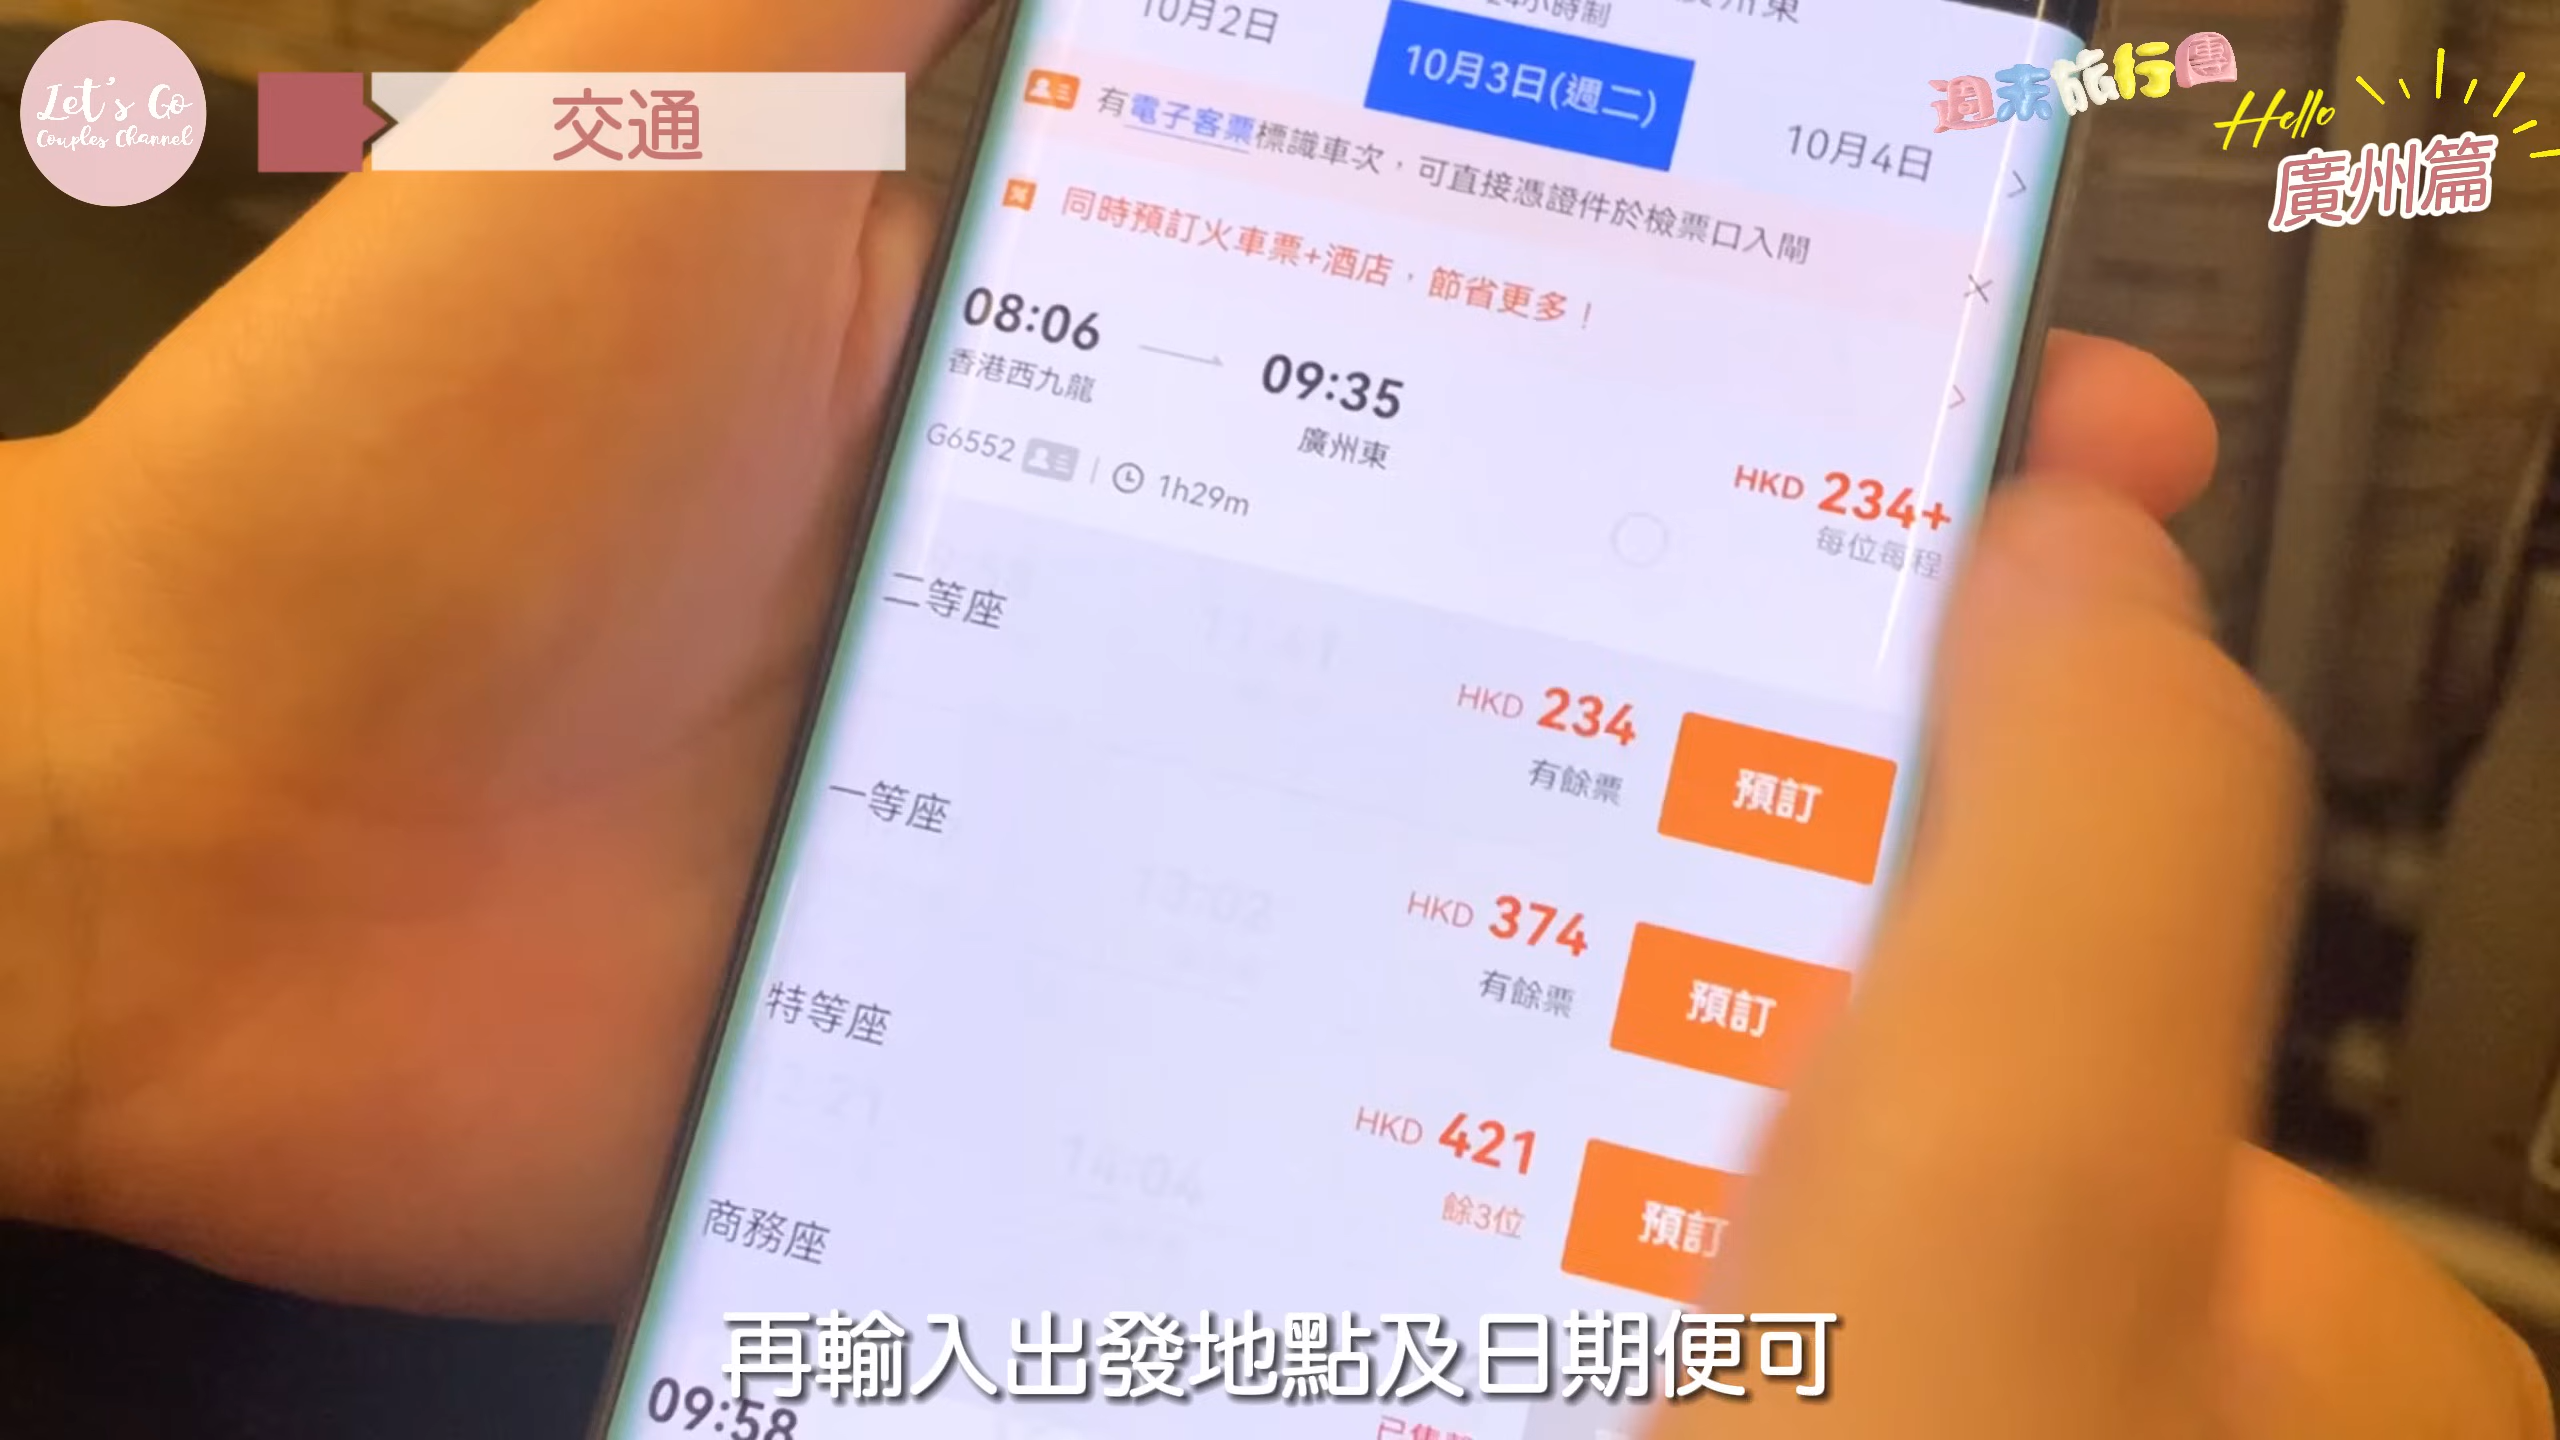 Let's Go
Couples Channel
交通
週末旅行團
Hello
廣州篇
10月2日
24小時制
10月3日(週二)
10月4日
有電子客票標識車次，可直接憑證件於檢票口入閘
同時預訂火車票+酒店，節省更多！
08:06
09:35
香港西九龍
廣州東
G6552
1h29m
HKD 234+
每位每程
二等座
HKD 234
有餘票
預訂
一等座
HKD 374
有餘票
預訂
特等座
HKD 421
餘3位
預訂
商務座
再輸入出發地點及日期便可
09:58